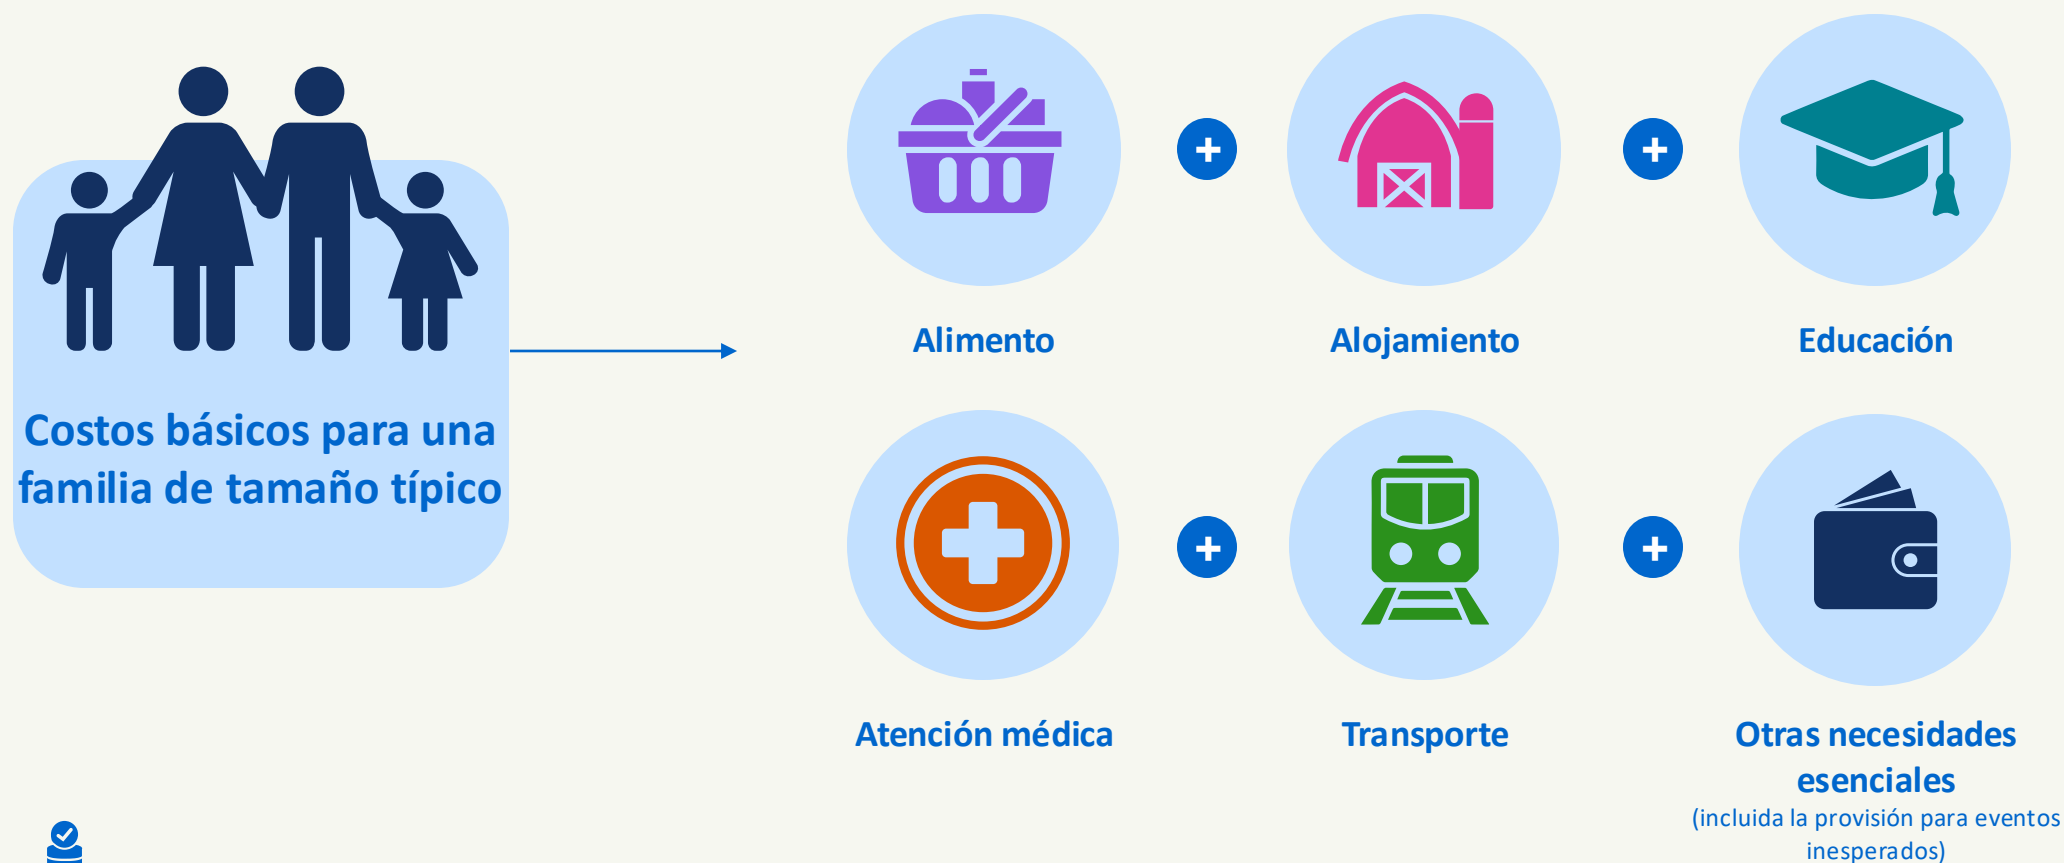 Costos básicos para una
familia de tamaño típico
+
+
Alimento
Alojamiento
Educación
+
+
Atención médica
Transporte
Otras necesidades
esenciales
(incluida la provisión para eventos
inesperados)